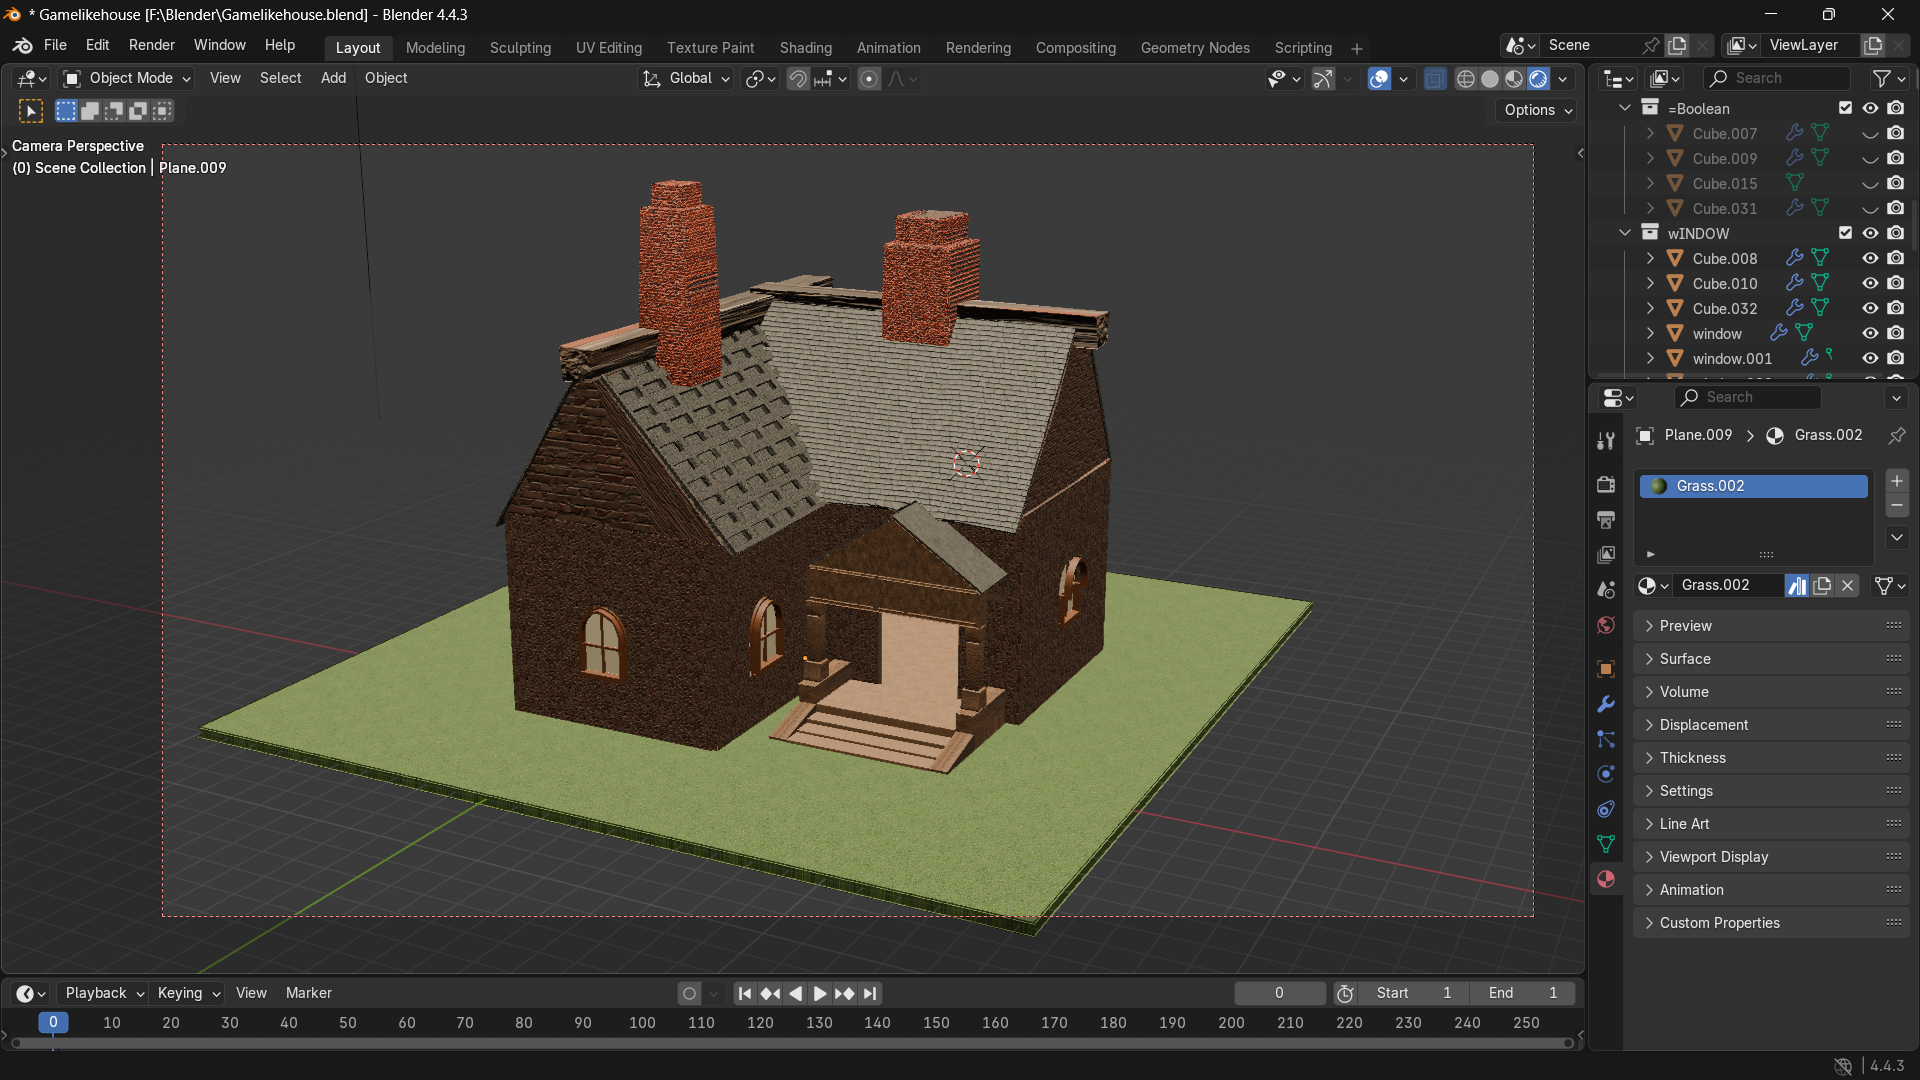 * Gamelikehouse [F:\Blender\Gamelikehouse.blend] - Blender 4.4.3
File Edit Render Window Help Layout Modeling Sculpting UV Editing Texture Paint Shading Animation Rendering Compositing Geometry Nodes Scripting + Scene ViewLayer
Object Mode View Select Add Object Global Search
Options
Camera Perspective
(0) Scene Collection | Plane.009
=Boolean
Cube.007
Cube.009
Cube.015
Cube.031
wINDOW
Cube.008
Cube.010
Cube.032
window
window.001
Search
Plane.009 > Grass.002
Grass.002
Grass.002
Preview
Surface
Volume
Displacement
Thickness
Settings
Line Art
Viewport Display
Animation
Custom Properties
Playback Keying View Marker 0 Start 1 End 1
0 10 20 30 40 50 60 70 80 90 100 110 120 130 140 150 160 170 180 190 200 210 220 230 240 250
4.4.3